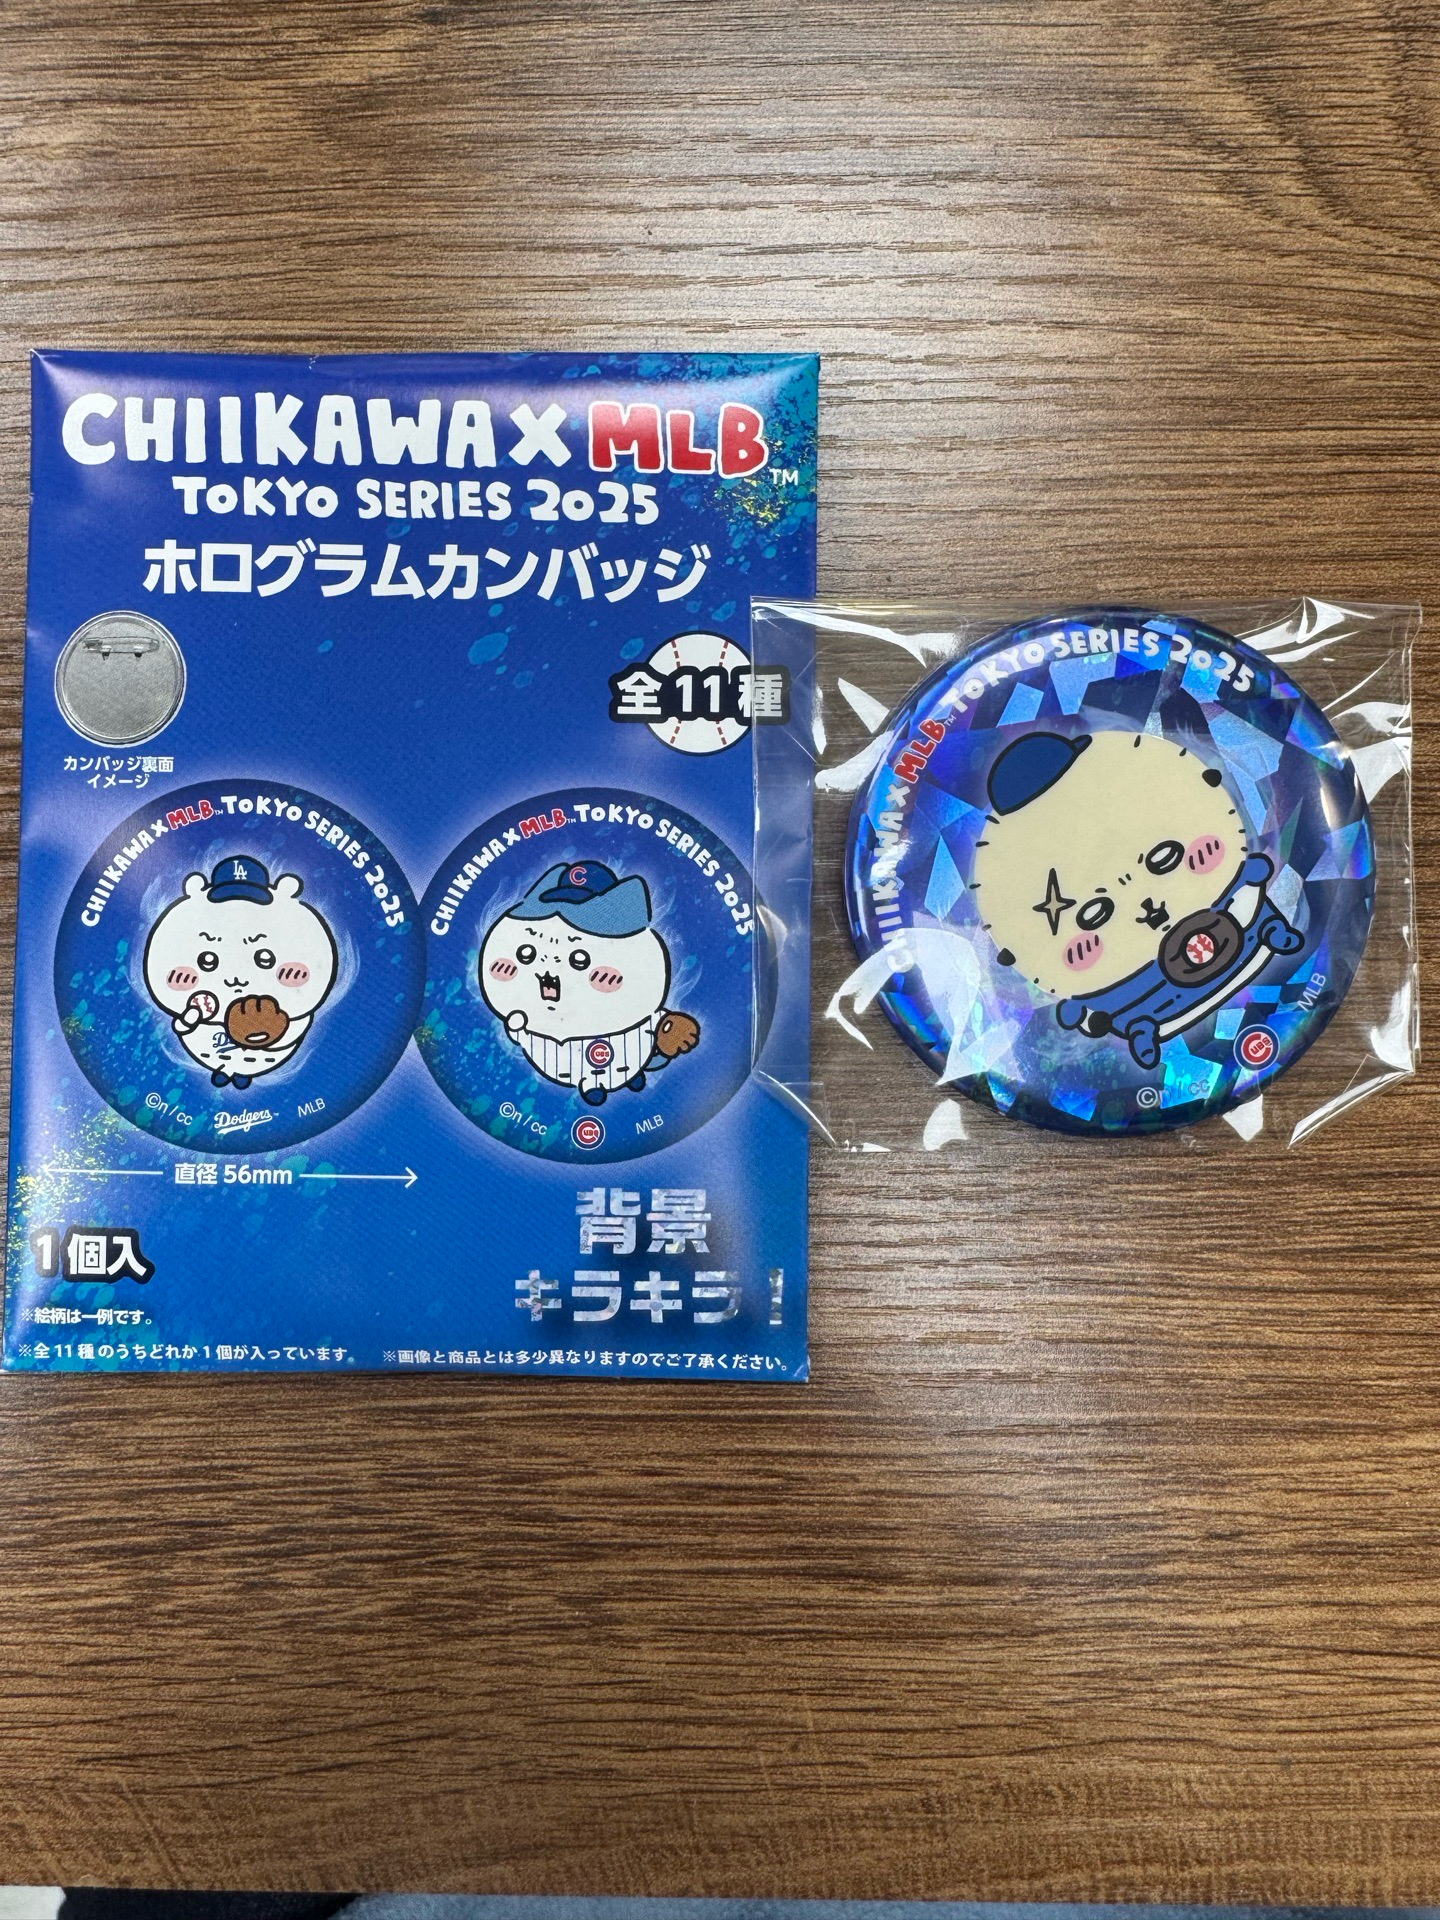 CHIIKAWA X MLB™
TOKYO SERIES 2025
ホログラムカンバッジ
全11種
カンバッジ裏面
イメージ
CHIIKAWA X MLB™ TOKYO SERIES 2025
LA
D
©n / cc
Dodgers™
MLB
CHIIKAWA X MLB™ TOKYO SERIES 2025
C
CUBS
©n / cc
CUBS
MLB
直径 56mm
1個入
背景
キラキラ!
※絵柄は一例です。
※全11種のうちどれか1個が入っています。
※画像と商品とは多少異なりますのでご了承ください。
CHIIKAWA X MLB™ TOKYO SERIES 2025
©n / cc
CUBS
MLB